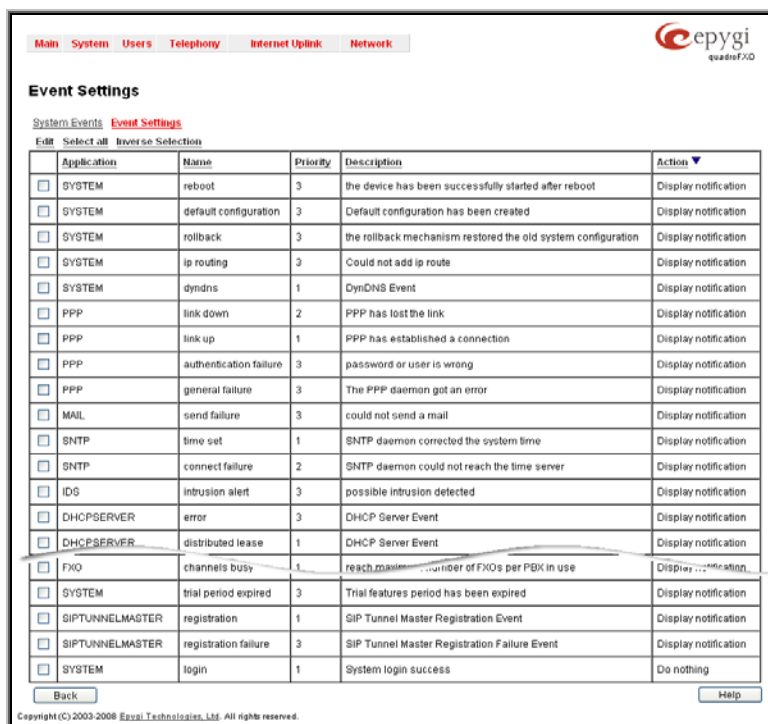 Main System Users Telephony Internet Uplink Network
epygi
quadroFXO
Event Settings
System Events Event Settings
Edit Select all Inverse Selection
Application Name Priority Description Action
SYSTEM reboot 3 the device has been successfully started after reboot Display notification
SYSTEM default configuration 3 Default configuration has been created Display notification
SYSTEM rollback 3 the rollback mechanism restored the old system configuration Display notification
SYSTEM ip routing 3 Could not add ip route Display notification
SYSTEM dyndns 1 DynDNS Event Display notification
PPP link down 2 PPP has lost the link Display notification
PPP link up 1 PPP has established a connection Display notification
PPP authentication failure 3 password or user is wrong Display notification
PPP general failure 3 The PPP daemon got an error Display notification
MAIL send failure 3 could not send a mail Display notification
SNTP time set 1 SNTP daemon corrected the system time Display notification
SNTP connect failure 2 SNTP daemon could not reach the time server Display notification
IDS intrusion alert 3 possible intrusion detected Display notification
DHCPSERVER error 3 DHCP Server Event Display notification
DHCPSERVER distributed lease 1 DHCP Server Event Display notification
FXO channels busy 1 reach maximum number of FXOs per PBX in use Display notification
SYSTEM trial period expired 3 Trial features period has been expired Display notification
SIPTUNNELMASTER registration 1 SIP Tunnel Master Registration Event Display notification
SIPTUNNELMASTER registration failure 3 SIP Tunnel Master Registration Failure Event Display notification
SYSTEM login 1 System login success Do nothing
Back Help
Copyright (C) 2003-2008 Epygi Technologies, Ltd. All rights reserved.